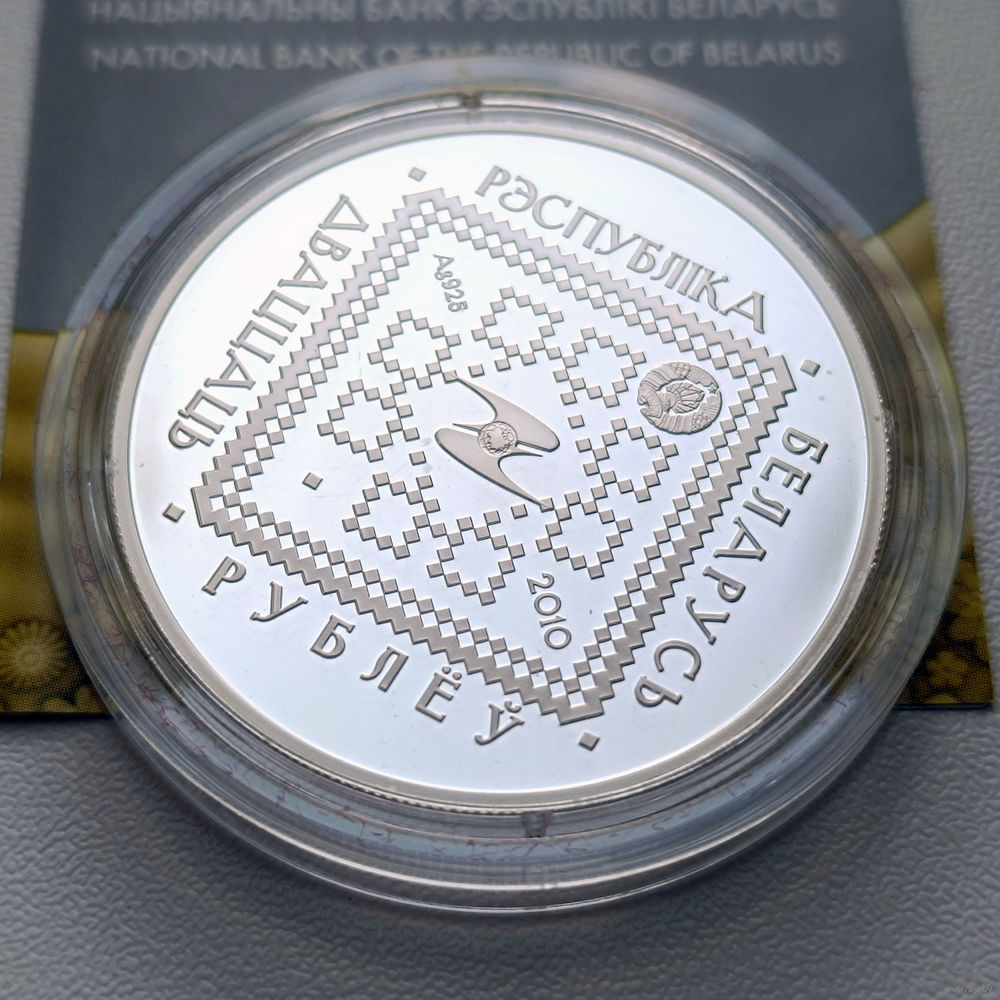 НАЦЫЯНАЛЬНЫ БАНК РЭСПУБЛІКІ БЕЛАРУСЬ
NATIONAL BANK OF THE REPUBLIC OF BELARUS
РЭСПУБЛІКА
БЕЛАРУСЬ
ДВАЦЦАЦЬ
РУБЛЁЎ
Ag925
2010